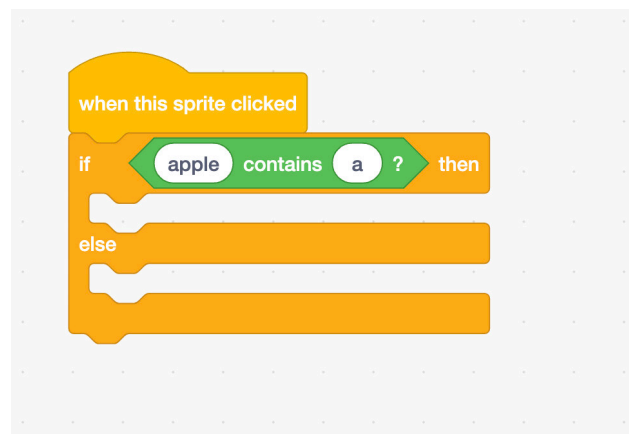 when this sprite clicked
if apple contains a ? then
else